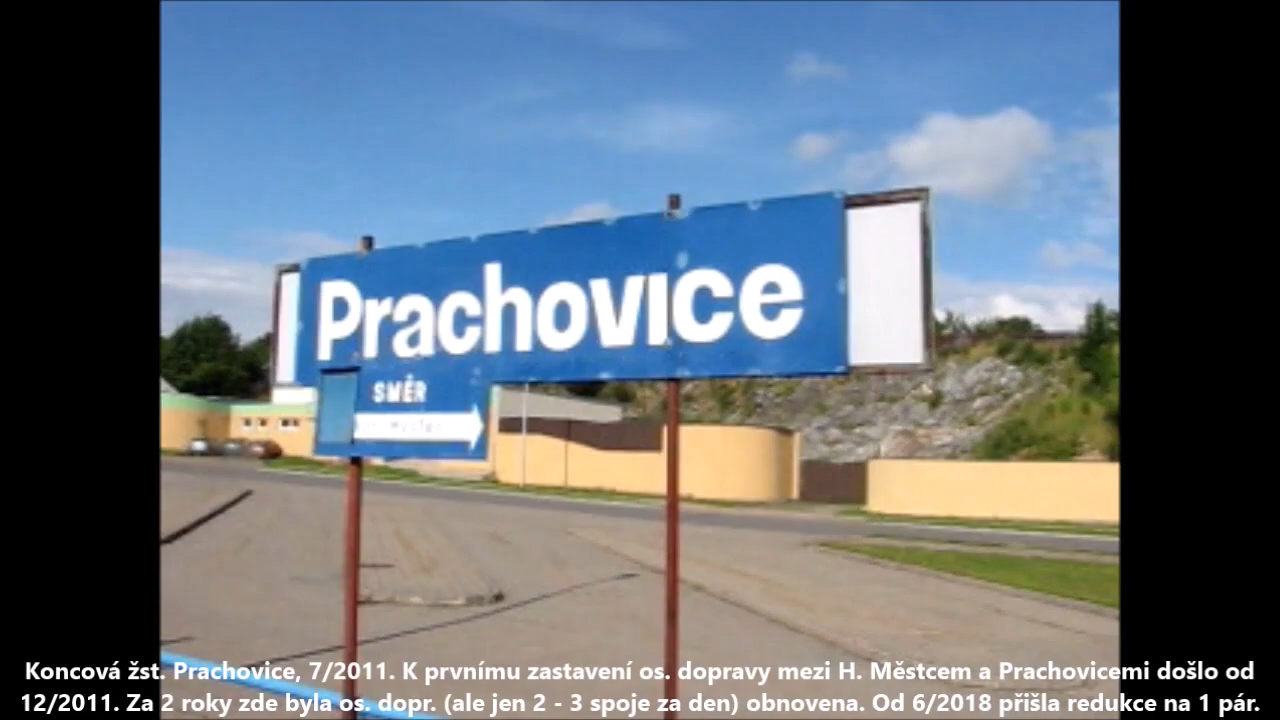 Prachovice
SMĚR
Koncová žst. Prachovice, 7/2011. K prvnímu zastavení os. dopravy mezi H. Městcem a Prachovicemi došlo od
12/2011. Za 2 roky zde byla os. dopr. (ale jen 2 - 3 spoje za den) obnovena. Od 6/2018 přišla redukce na 1 pár.